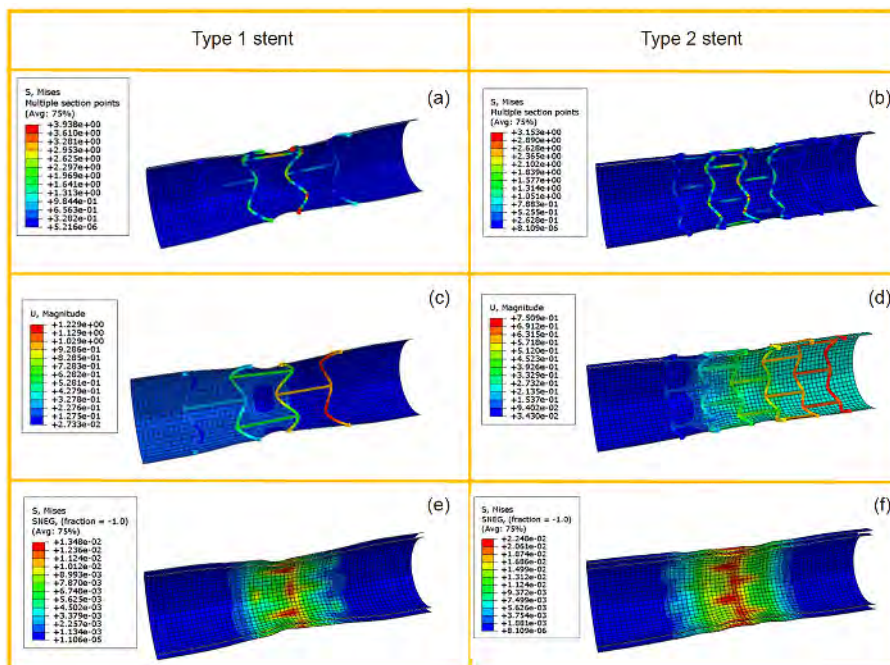 Type 1 stent
Type 2 stent
(a)
S, Mises
Multiple section points
(Avg: 75%)
+3.938e+00
+3.610e+00
+3.281e+00
+2.953e+00
+2.625e+00
+2.297e+00
+1.969e+00
+1.641e+00
+1.313e+00
+9.844e-01
+6.563e-01
+3.282e-01
+5.216e-06
(b)
S, Mises
Multiple section points
(Avg: 75%)
+3.153e+00
+2.890e+00
+2.628e+00
+2.365e+00
+2.102e+00
+1.839e+00
+1.577e+00
+1.314e+00
+1.051e+00
+7.883e-01
+5.255e-01
+2.628e-01
+8.109e-06
(c)
U, Magnitude
+1.229e+00
+1.129e+00
+1.029e+00
+9.286e-01
+8.285e-01
+7.283e-01
+6.282e-01
+5.281e-01
+4.279e-01
+3.278e-01
+2.276e-01
+1.275e-01
+2.733e-02
(d)
U, Magnitude
+7.509e-01
+6.912e-01
+6.315e-01
+5.718e-01
+5.120e-01
+4.523e-01
+3.926e-01
+3.329e-01
+2.732e-01
+2.135e-01
+1.537e-01
+9.402e-02
+3.430e-02
(e)
S, Mises
SNEG, (fraction = -1.0)
(Avg: 75%)
+1.348e-02
+1.236e-02
+1.124e-02
+1.012e-02
+8.993e-03
+7.870e-03
+6.748e-03
+5.625e-03
+4.502e-03
+3.379e-03
+2.257e-03
+1.134e-03
+1.106e-05
(f)
S, Mises
SNEG, (fraction = -1.0)
(Avg: 75%)
+2.248e-02
+2.061e-02
+1.686e-02
+1.499e-02
+1.312e-02
+1.124e-02
+9.372e-03
+7.499e-03
+5.626e-03
+3.754e-03
+8.109e-06